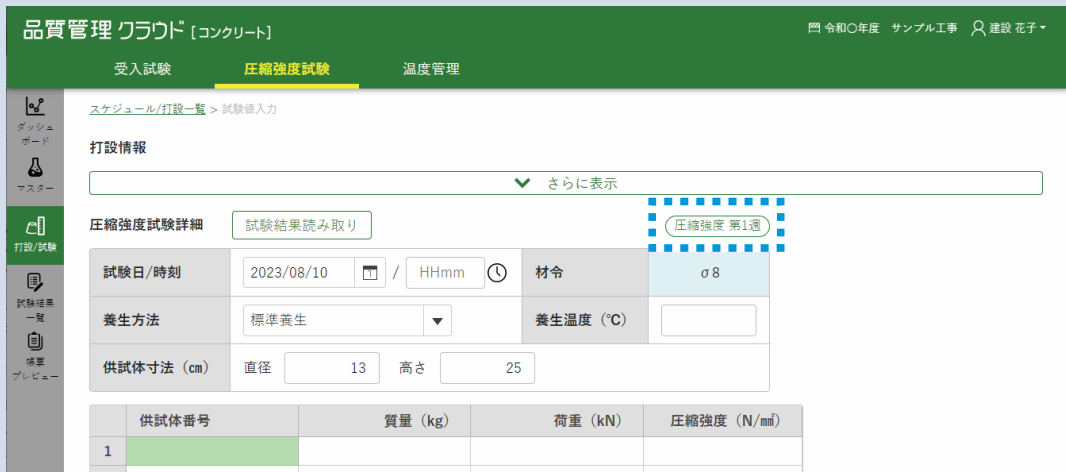 品質管理 クラウド [コンクリート]
令和〇年度 サンプル工事 建設 花子
受入試験 圧縮強度試験 温度管理
ダッシュ
ボード
マスター
打設/試験
試験結果
一覧
帳票
プレビュー
スケジュール/打設一覧 > 試験値入力
打設情報
さらに表示
圧縮強度試験詳細 試験結果読み取り 圧縮強度 第1週
試験日/時刻 2023/08/10 1 / HHmm 材令 σ8
養生方法 標準養生 養生温度（℃）
供試体寸法（㎝） 直径 13 高さ 25
供試体番号 質量（kg） 荷重（kN） 圧縮強度（N/㎟）
1